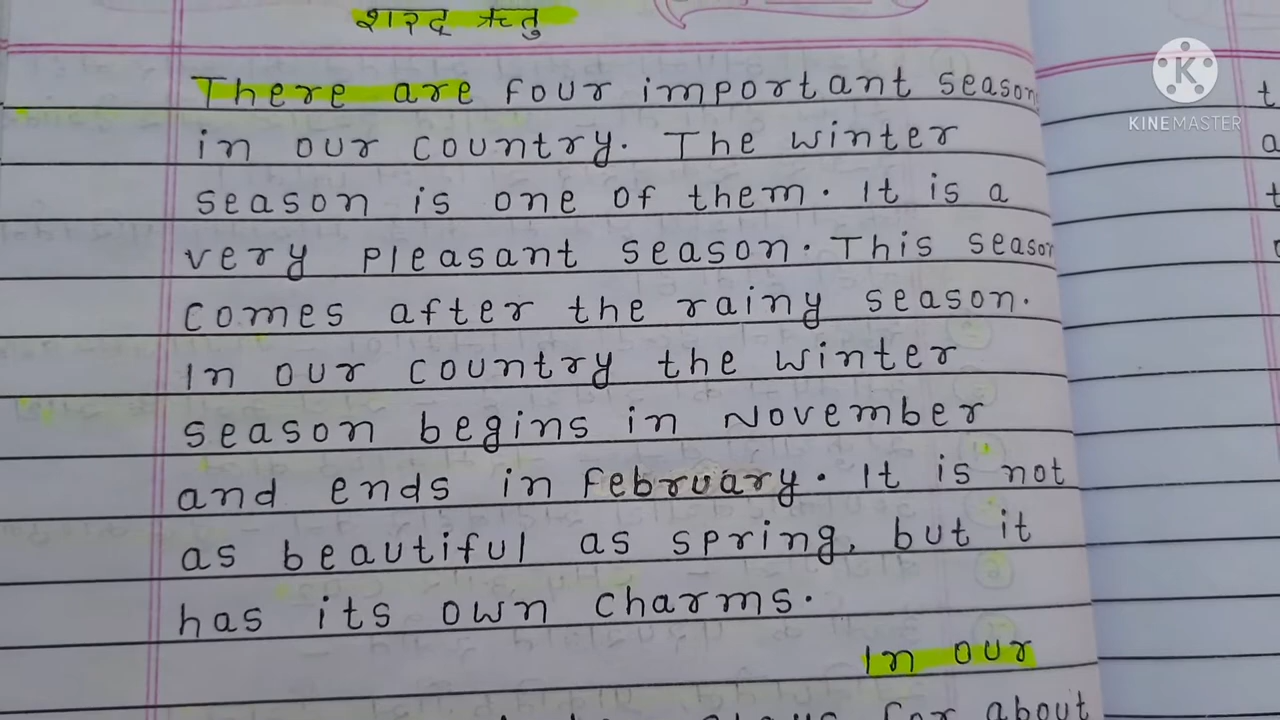 शरद ऋतु
There are four important season
in our country. The winter
season is one of them. It is a
very pleasant season. This season
comes after the rainy season.
In our country the winter
season begins in November
and ends in February. It is not
as beautiful as spring, but it
has its own charms.
In our
for about
KINEMASTER